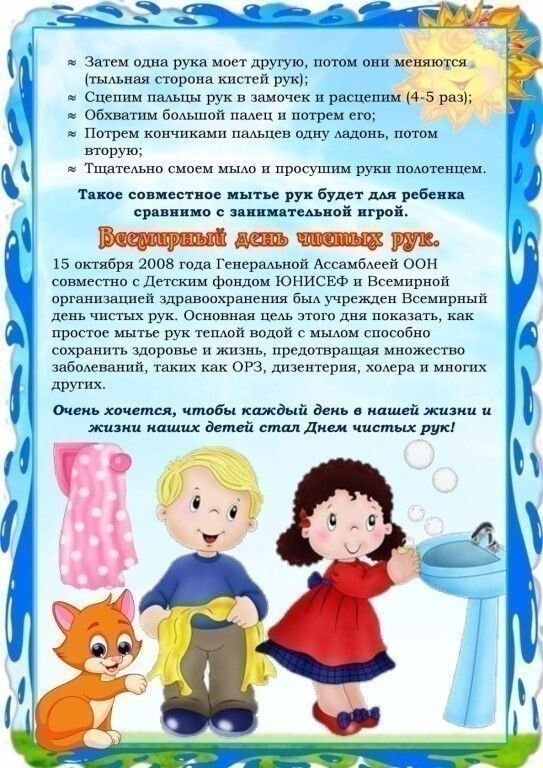 ≈ Затем одна рука моет другую, потом они меняются
(тыльная сторона кистей рук);
≈ Сцепим пальцы рук в замочек и расцепим (4-5 раз);
≈ Обхватим большой палец и потрем его;
≈ Потрем кончиками пальцев одну ладонь, потом
вторую;
≈ Тщательно смоем мыло и просушим руки полотенцем.
Такое совместное мытье рук будет для ребенка
сравнимо с занимательной игрой.
Всемирный день чистых рук.
15 октября 2008 года Генеральной Ассамблеей ООН
совместно с Детским фондом ЮНИСЕФ и Всемирной
организацией здравоохранения был учрежден Всемирный
день чистых рук. Основная цель этого дня показать, как
простое мытье рук теплой водой с мылом способно
сохранить здоровье и жизнь, предотвращая множество
заболеваний, таких как ОРЗ, дизентерия, холера и многих
других.
Очень хочется, чтобы каждый день в нашей жизни и
жизни наших детей стал Днем чистых рук!